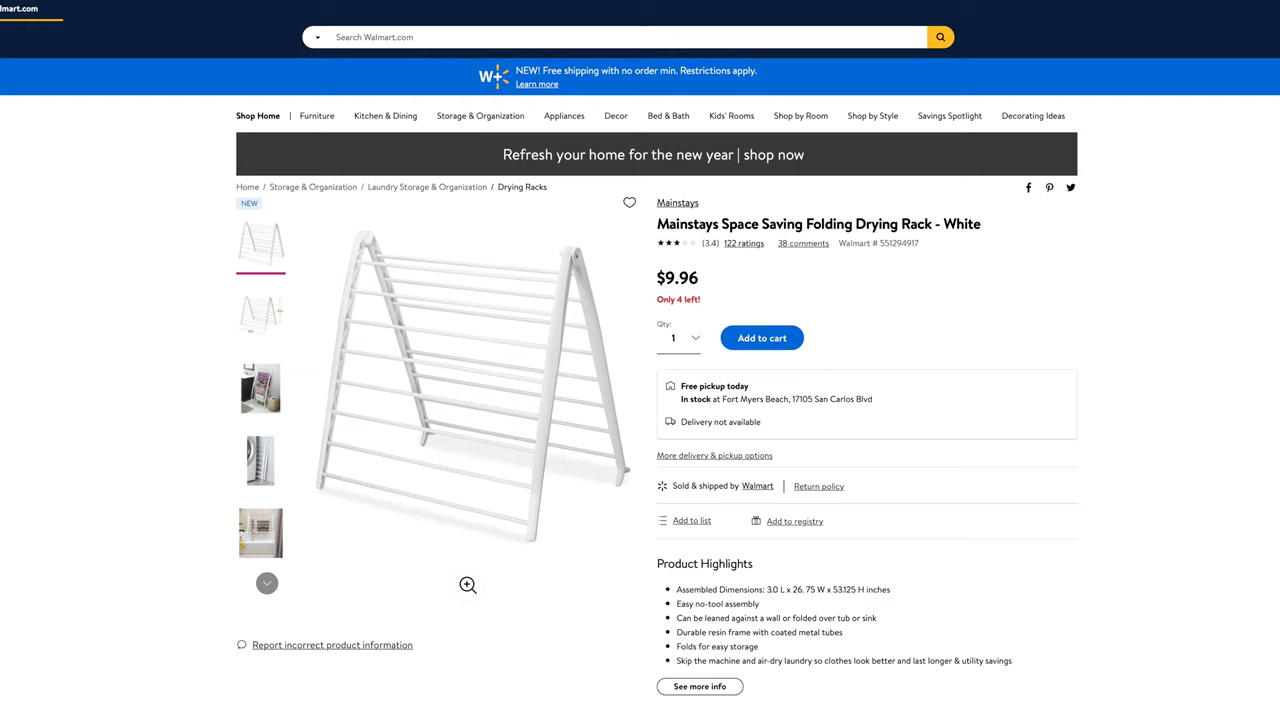 lmart.com
Search Walmart.com
W+
NEW! Free shipping with no order min. Restrictions apply.
Learn more
Shop Home | Furniture Kitchen & Dining Storage & Organization Appliances Decor Bed & Bath Kids' Rooms Shop by Room Shop by Style Savings Spotlight Decorating Ideas
Refresh your home for the new year | shop now
Home / Storage & Organization / Laundry Storage & Organization / Drying Racks
NEW
Mainstays
Mainstays Space Saving Folding Drying Rack - White
(3.4) 122 ratings 38 comments Walmart # 551294917
$9.96
Only 4 left!
Qty:
1
Add to cart
Free pickup today
In stock at Fort Myers Beach, 17105 San Carlos Blvd
Delivery not available
More delivery & pickup options
Sold & shipped by Walmart | Return policy
Add to list Add to registry
Product Highlights
Assembled Dimensions: 3.0 L x 26. 75 W x 53.125 H inches
Easy no-tool assembly
Can be leaned against a wall or folded over tub or sink
Durable resin frame with coated metal tubes
Folds for easy storage
Skip the machine and air-dry laundry so clothes look better and last longer & utility savings
See more info
Report incorrect product information